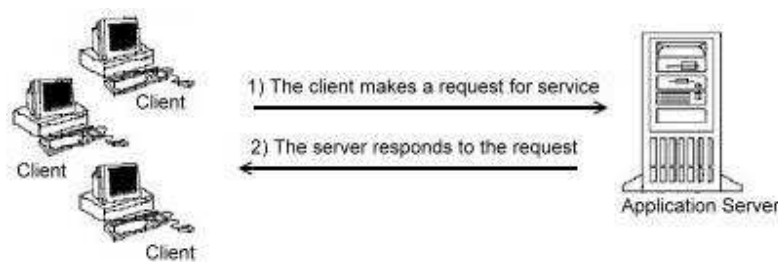 Client
1) The client makes a request for service
Client
2) The server responds to the request
Client
Application Server